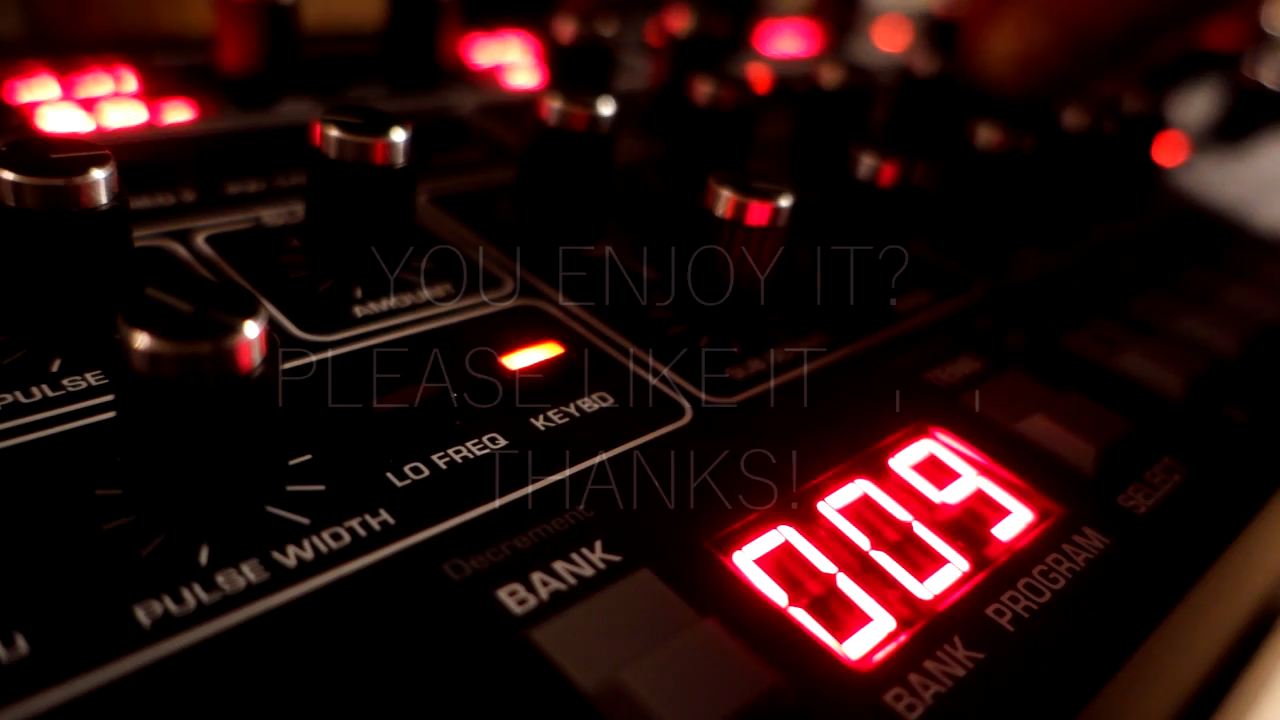 YOU ENJOY IT?
PLEASE LIKE IT , , ,
THANKS!
AMOUNT
PULSE
KEYBD
LO FREQ
PULSE WIDTH
Decrement
BANK
009
SELECT
BANK PROGRAM